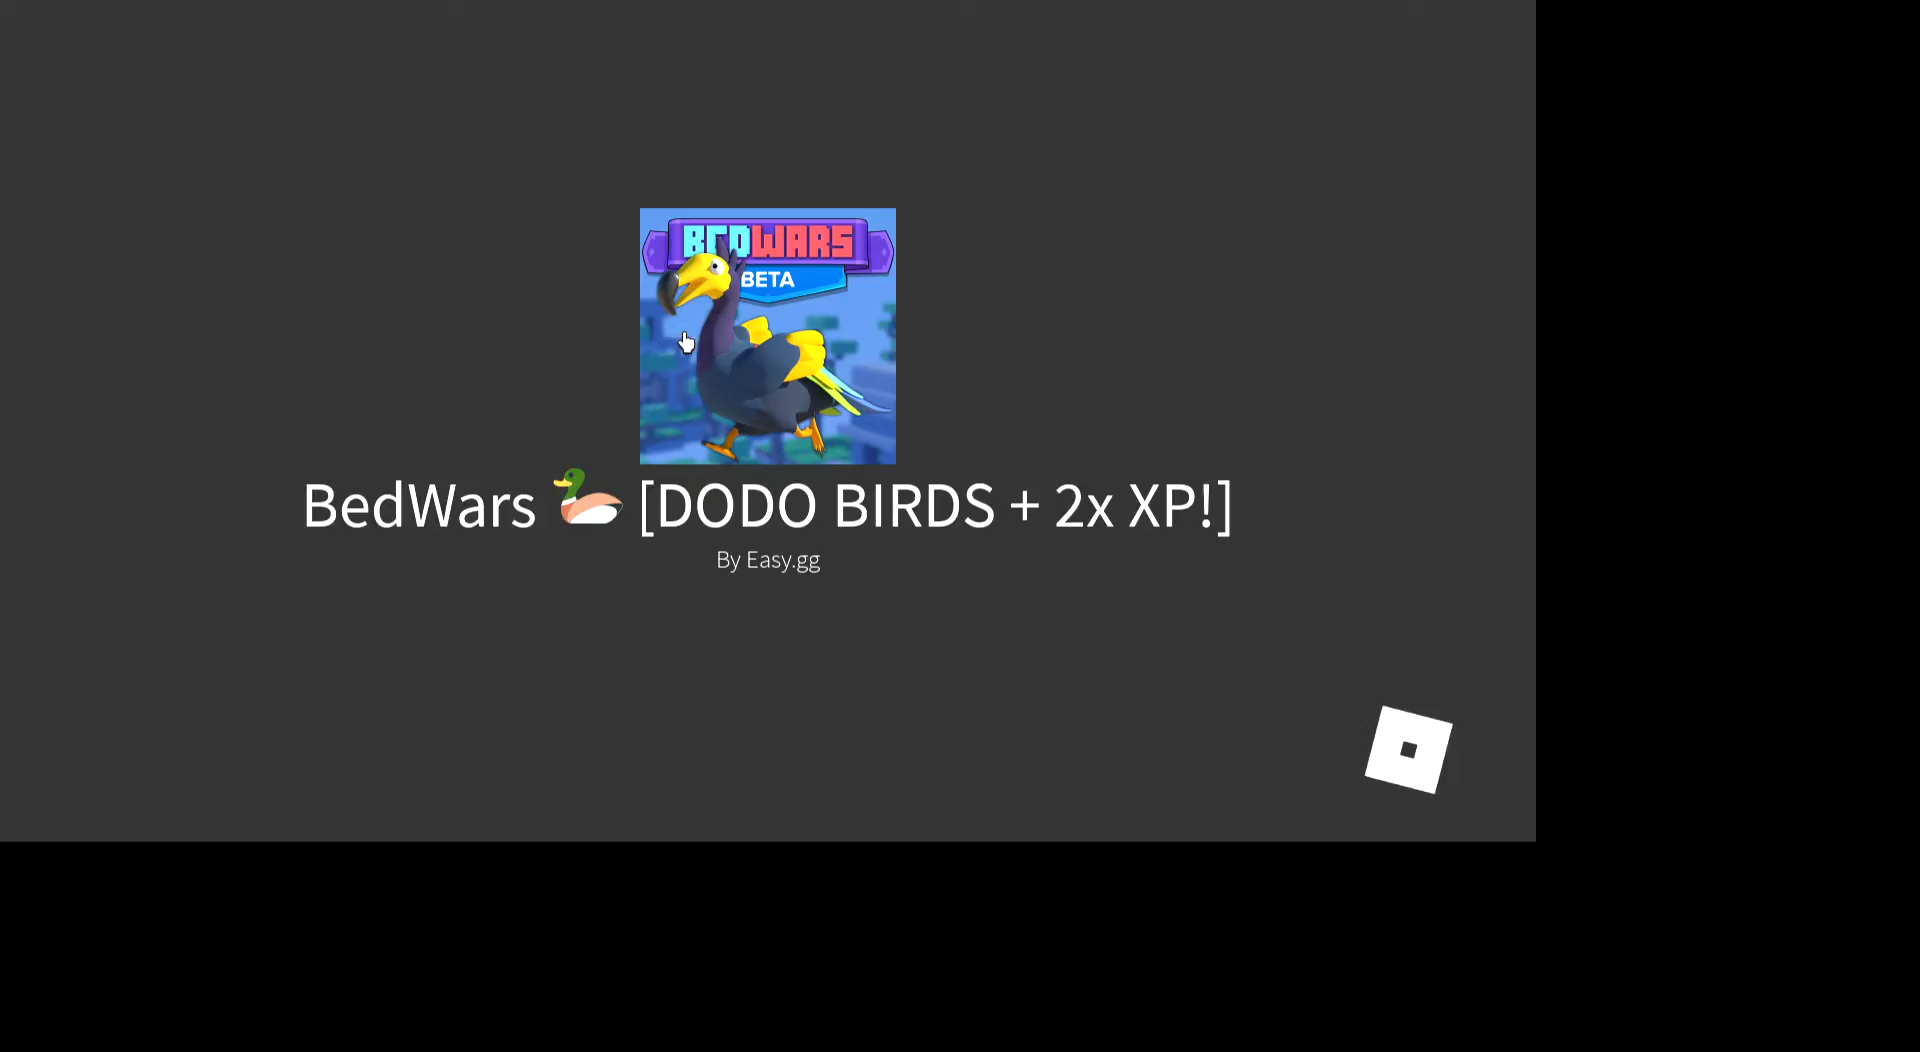 BEDWARS
BETA
BedWars 🦆 [DODO BIRDS + 2x XP!]
By Easy.gg